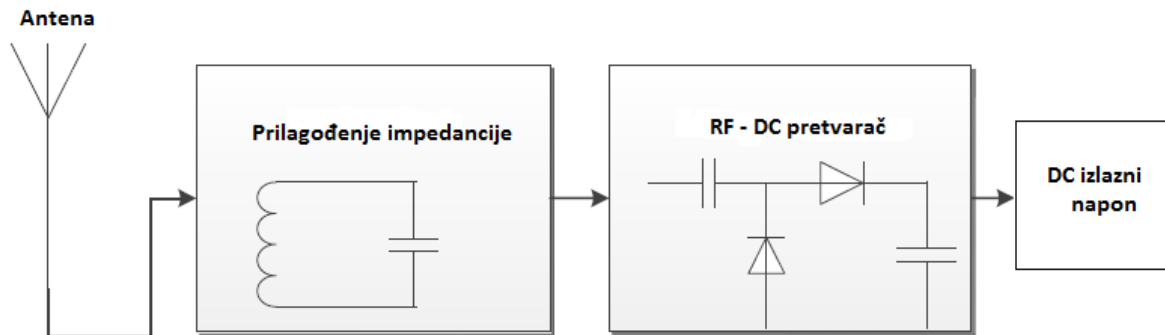 Antena
Prilagođenje impedancije
RF - DC pretvarač
DC izlazni
napon